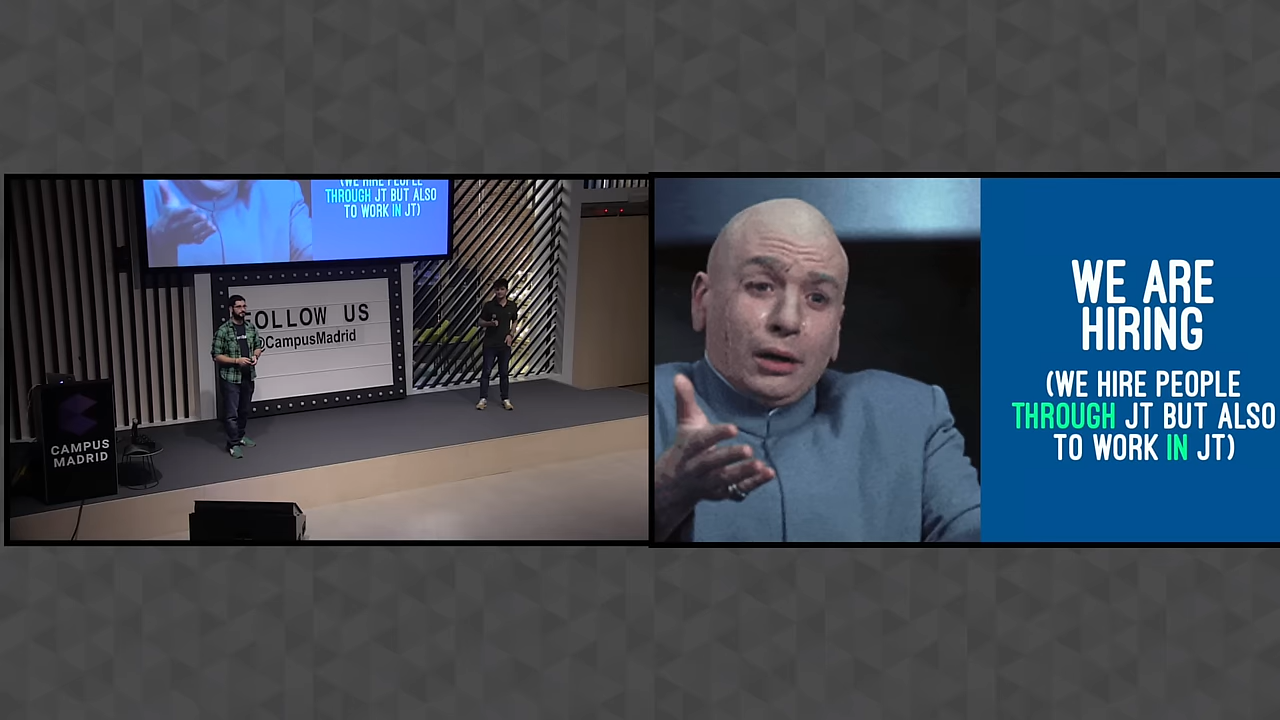 (WE HIRE PEOPLE
THROUGH JT BUT ALSO
TO WORK IN JT)
OLLOW US
@CampusMadrid
CAMPUS
MADRID
WE ARE
HIRING
(WE HIRE PEOPLE
THROUGH JT BUT ALSO
TO WORK IN JT)